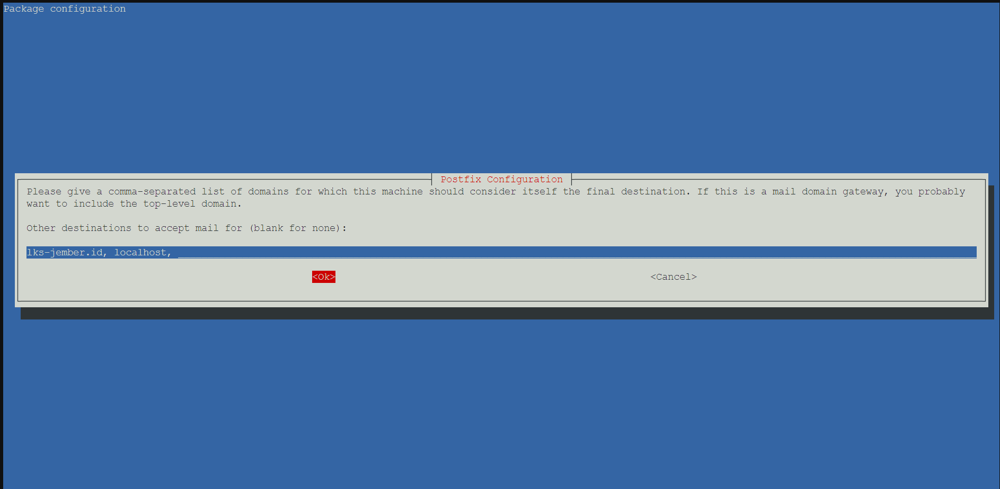 Package configuration
Postfix Configuration
Please give a comma-separated list of domains for which this machine should consider itself the final destination. If this is a mail domain gateway, you probably
want to include the top-level domain.
Other destinations to accept mail for (blank for none):
lks-jember.id, localhost,
<Ok> <Cancel>